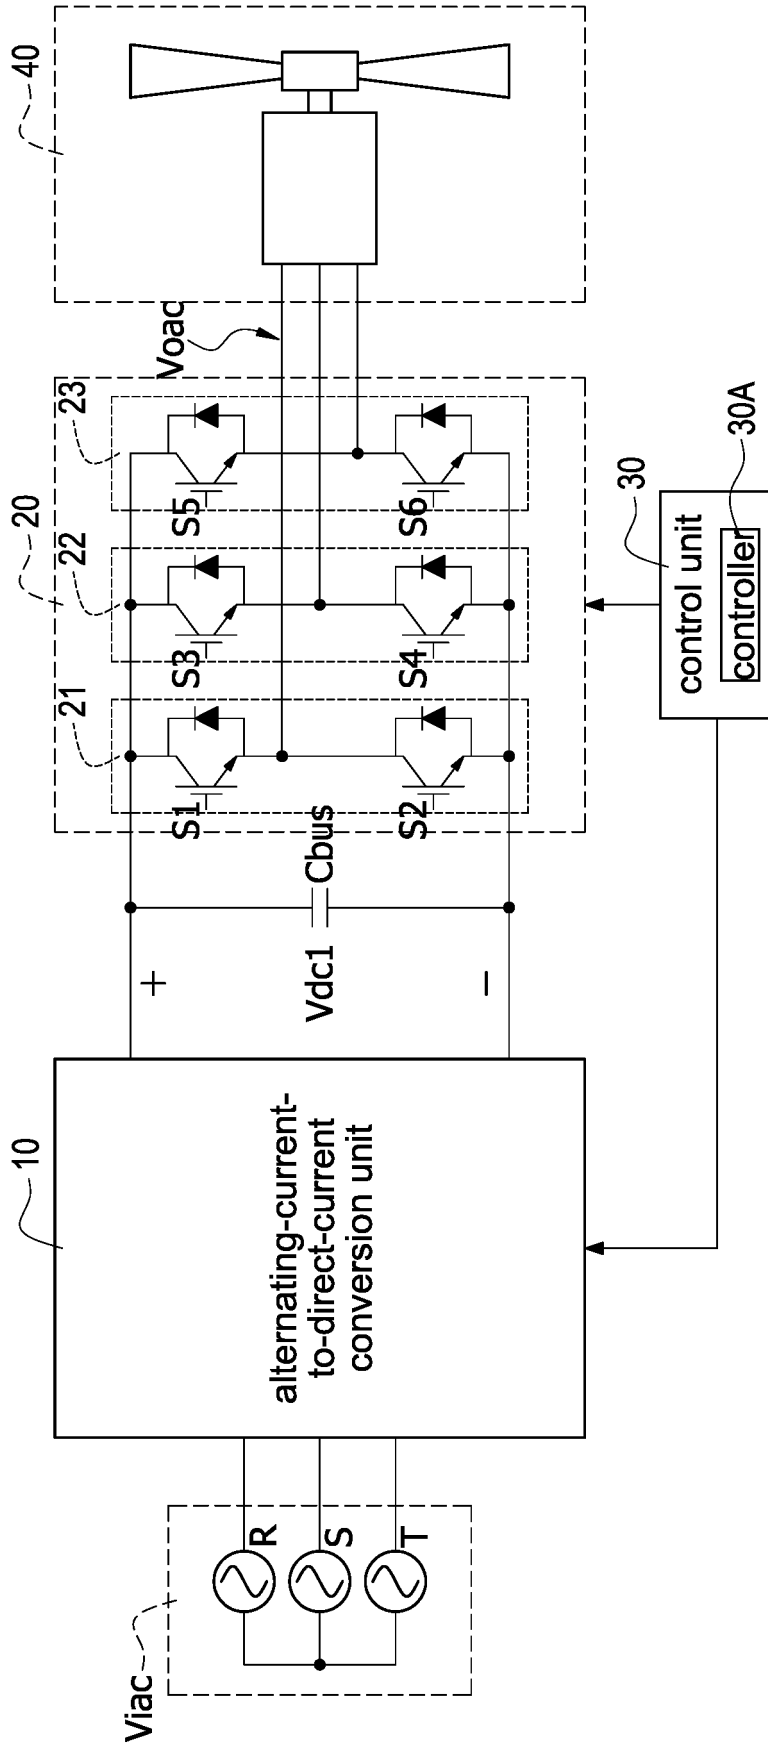 Viac
R
S
T
10
alternating-current-
to-direct-current
conversion unit
+
Vdc1
−
Cbus
20
21
S1
S2
22
S3
S4
23
S5
S6
Voac
40
30
control unit
30A
controller